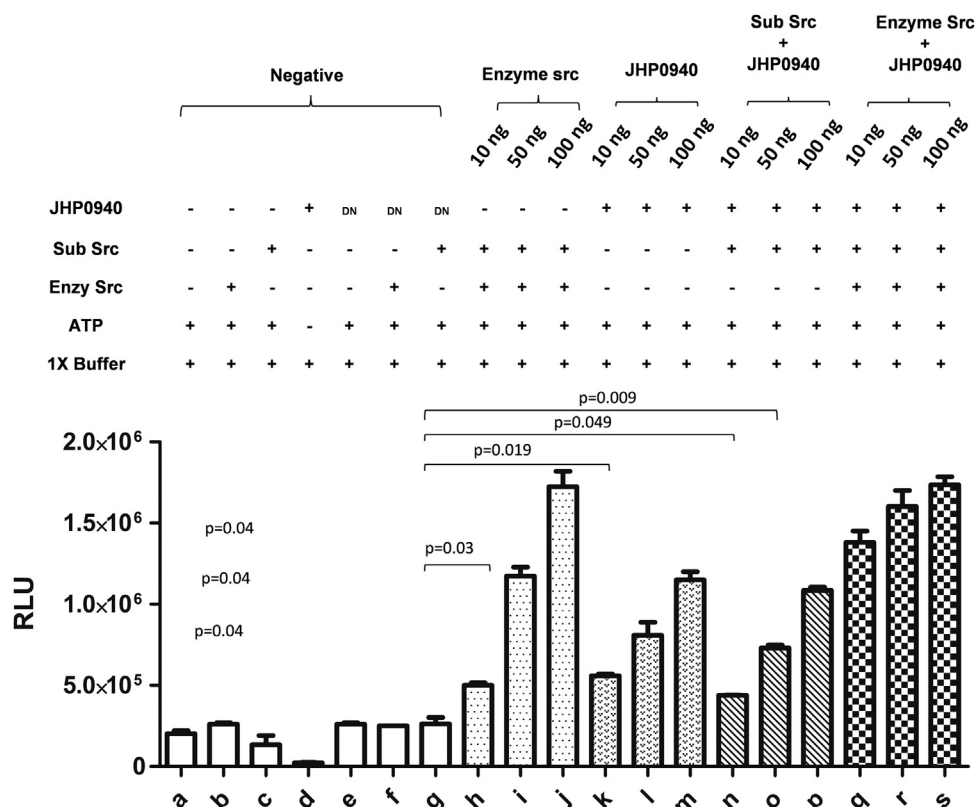 Sub Src
+
JHP0940
Enzyme Src
+
JHP0940
Negative
Enzyme src
JHP0940
10 ng 50 ng 100 ng 10 ng 50 ng 100 ng 10 ng 50 ng 100 ng 10 ng 50 ng 100 ng
JHP0940 - - - + DN DN DN - - - + + + + + + + + +
Sub Src - - + - - - + + + + - - - + + + + + +
Enzy Src - + - - - + - + + + - - - - - - + + +
ATP + + + - + + + + + + + + + + + + + + +
1X Buffer + + + + + + + + + + + + + + + + + + +
p=0.009
p=0.049
p=0.019
p=0.03
p=0.04
p=0.04
p=0.04
RLU
2.0×10⁶
1.5×10⁶
1.0×10⁶
5.0×10⁵
0
a b c d e f g h i j k l m n o p q r s